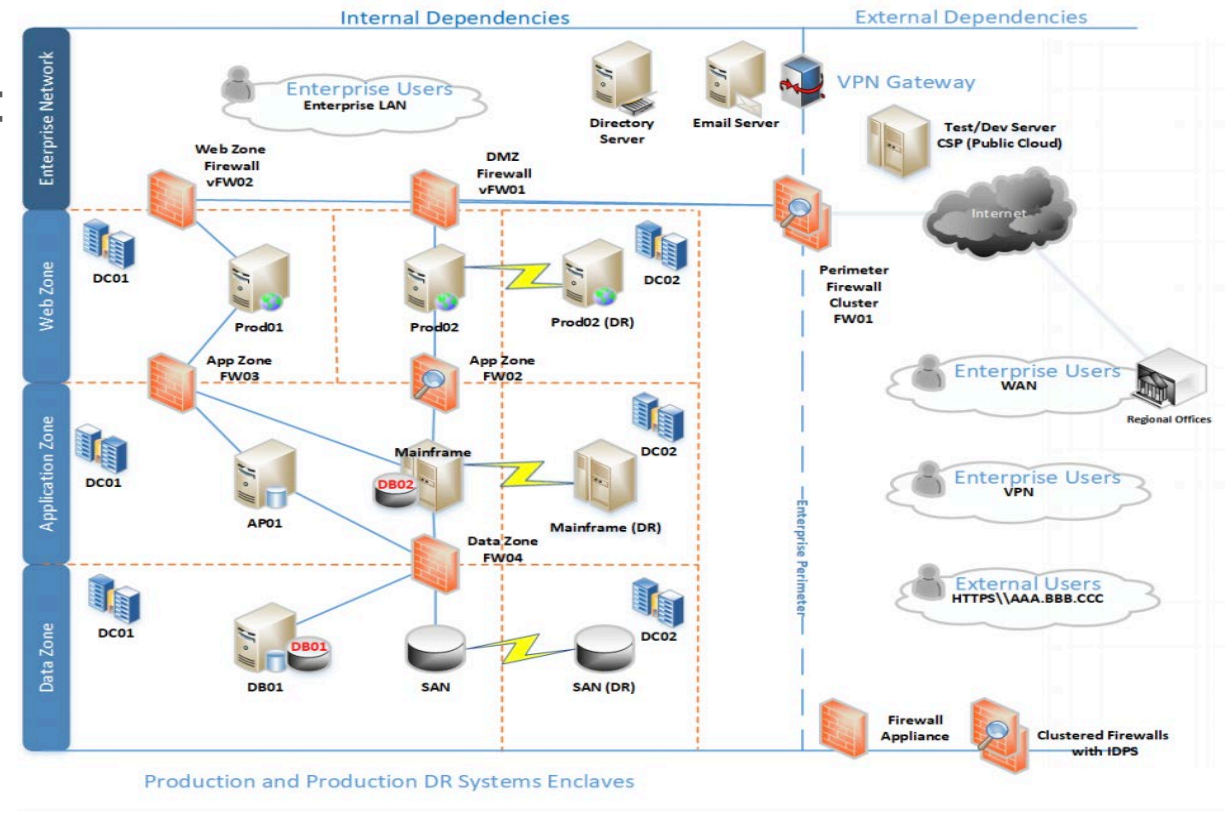 Internal Dependencies
External Dependencies
Enterprise Network
Enterprise Users
Enterprise LAN
Directory
Server
Email Server
VPN Gateway
Test/Dev Server
CSP (Public Cloud)
Web Zone
Firewall
vFW02
DMZ
Firewall
vFW01
Internet
Web Zone
DC01
Prod01
Prod02
Prod02 (DR)
DC02
Perimeter
Firewall
Cluster
FW01
App Zone
FW03
App Zone
FW02
Enterprise Users
WAN
Regional Offices
Application Zone
DC01
AP01
Mainframe
DB02
Mainframe (DR)
DC02
Enterprise Users
VPN
Enterprise Perimeter
Data Zone
FW04
External Users
HTTPS\\AAA.BBB.CCC
Data Zone
DC01
DB01
DB01
SAN
SAN (DR)
DC02
Firewall
Appliance
Clustered Firewalls
with IDPS
Production and Production DR Systems Enclaves